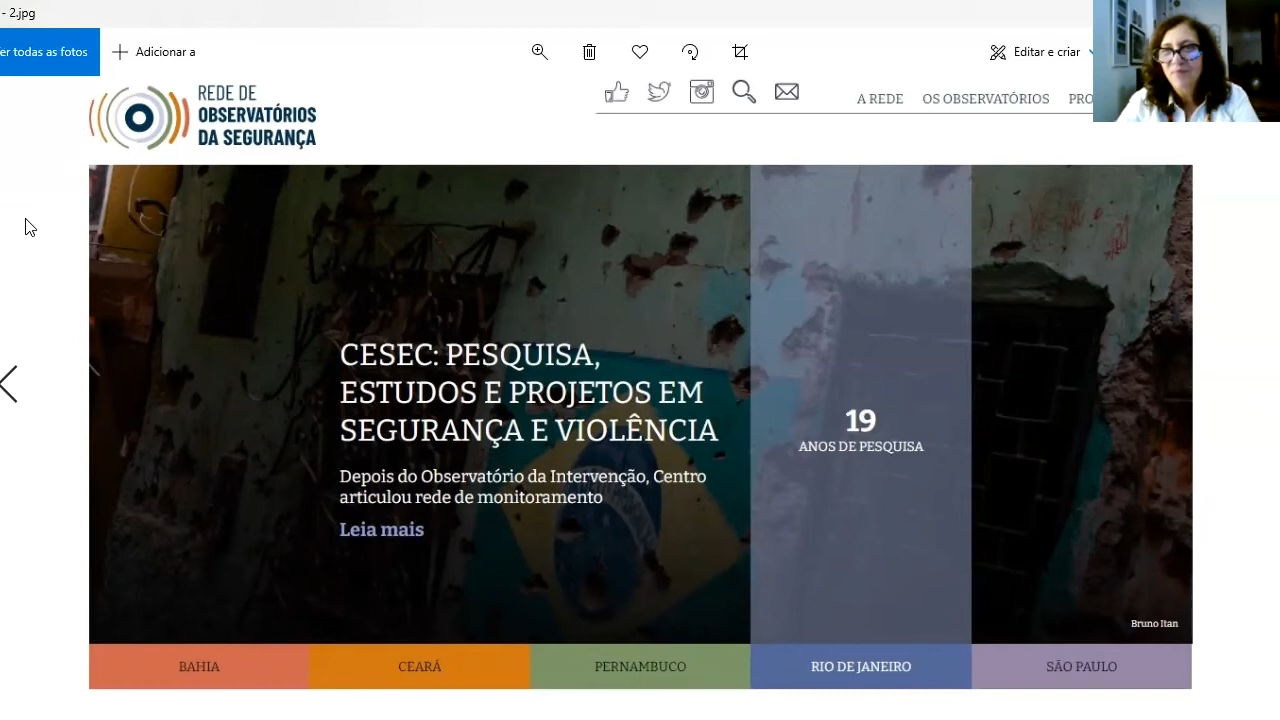 - 2.jpg
er todas as fotos
Adicionar a
Editar e criar
REDE DE
OBSERVATÓRIOS
DA SEGURANÇA
A REDE OS OBSERVATÓRIOS PRO
CESEC: PESQUISA,
ESTUDOS E PROJETOS EM
SEGURANÇA E VIOLÊNCIA
Depois do Observatório da Intervenção, Centro
articulou rede de monitoramento
Leia mais
19
ANOS DE PESQUISA
Bruno Itan
BAHIA
CEARÁ
PERNAMBUCO
RIO DE JANEIRO
SÃO PAULO